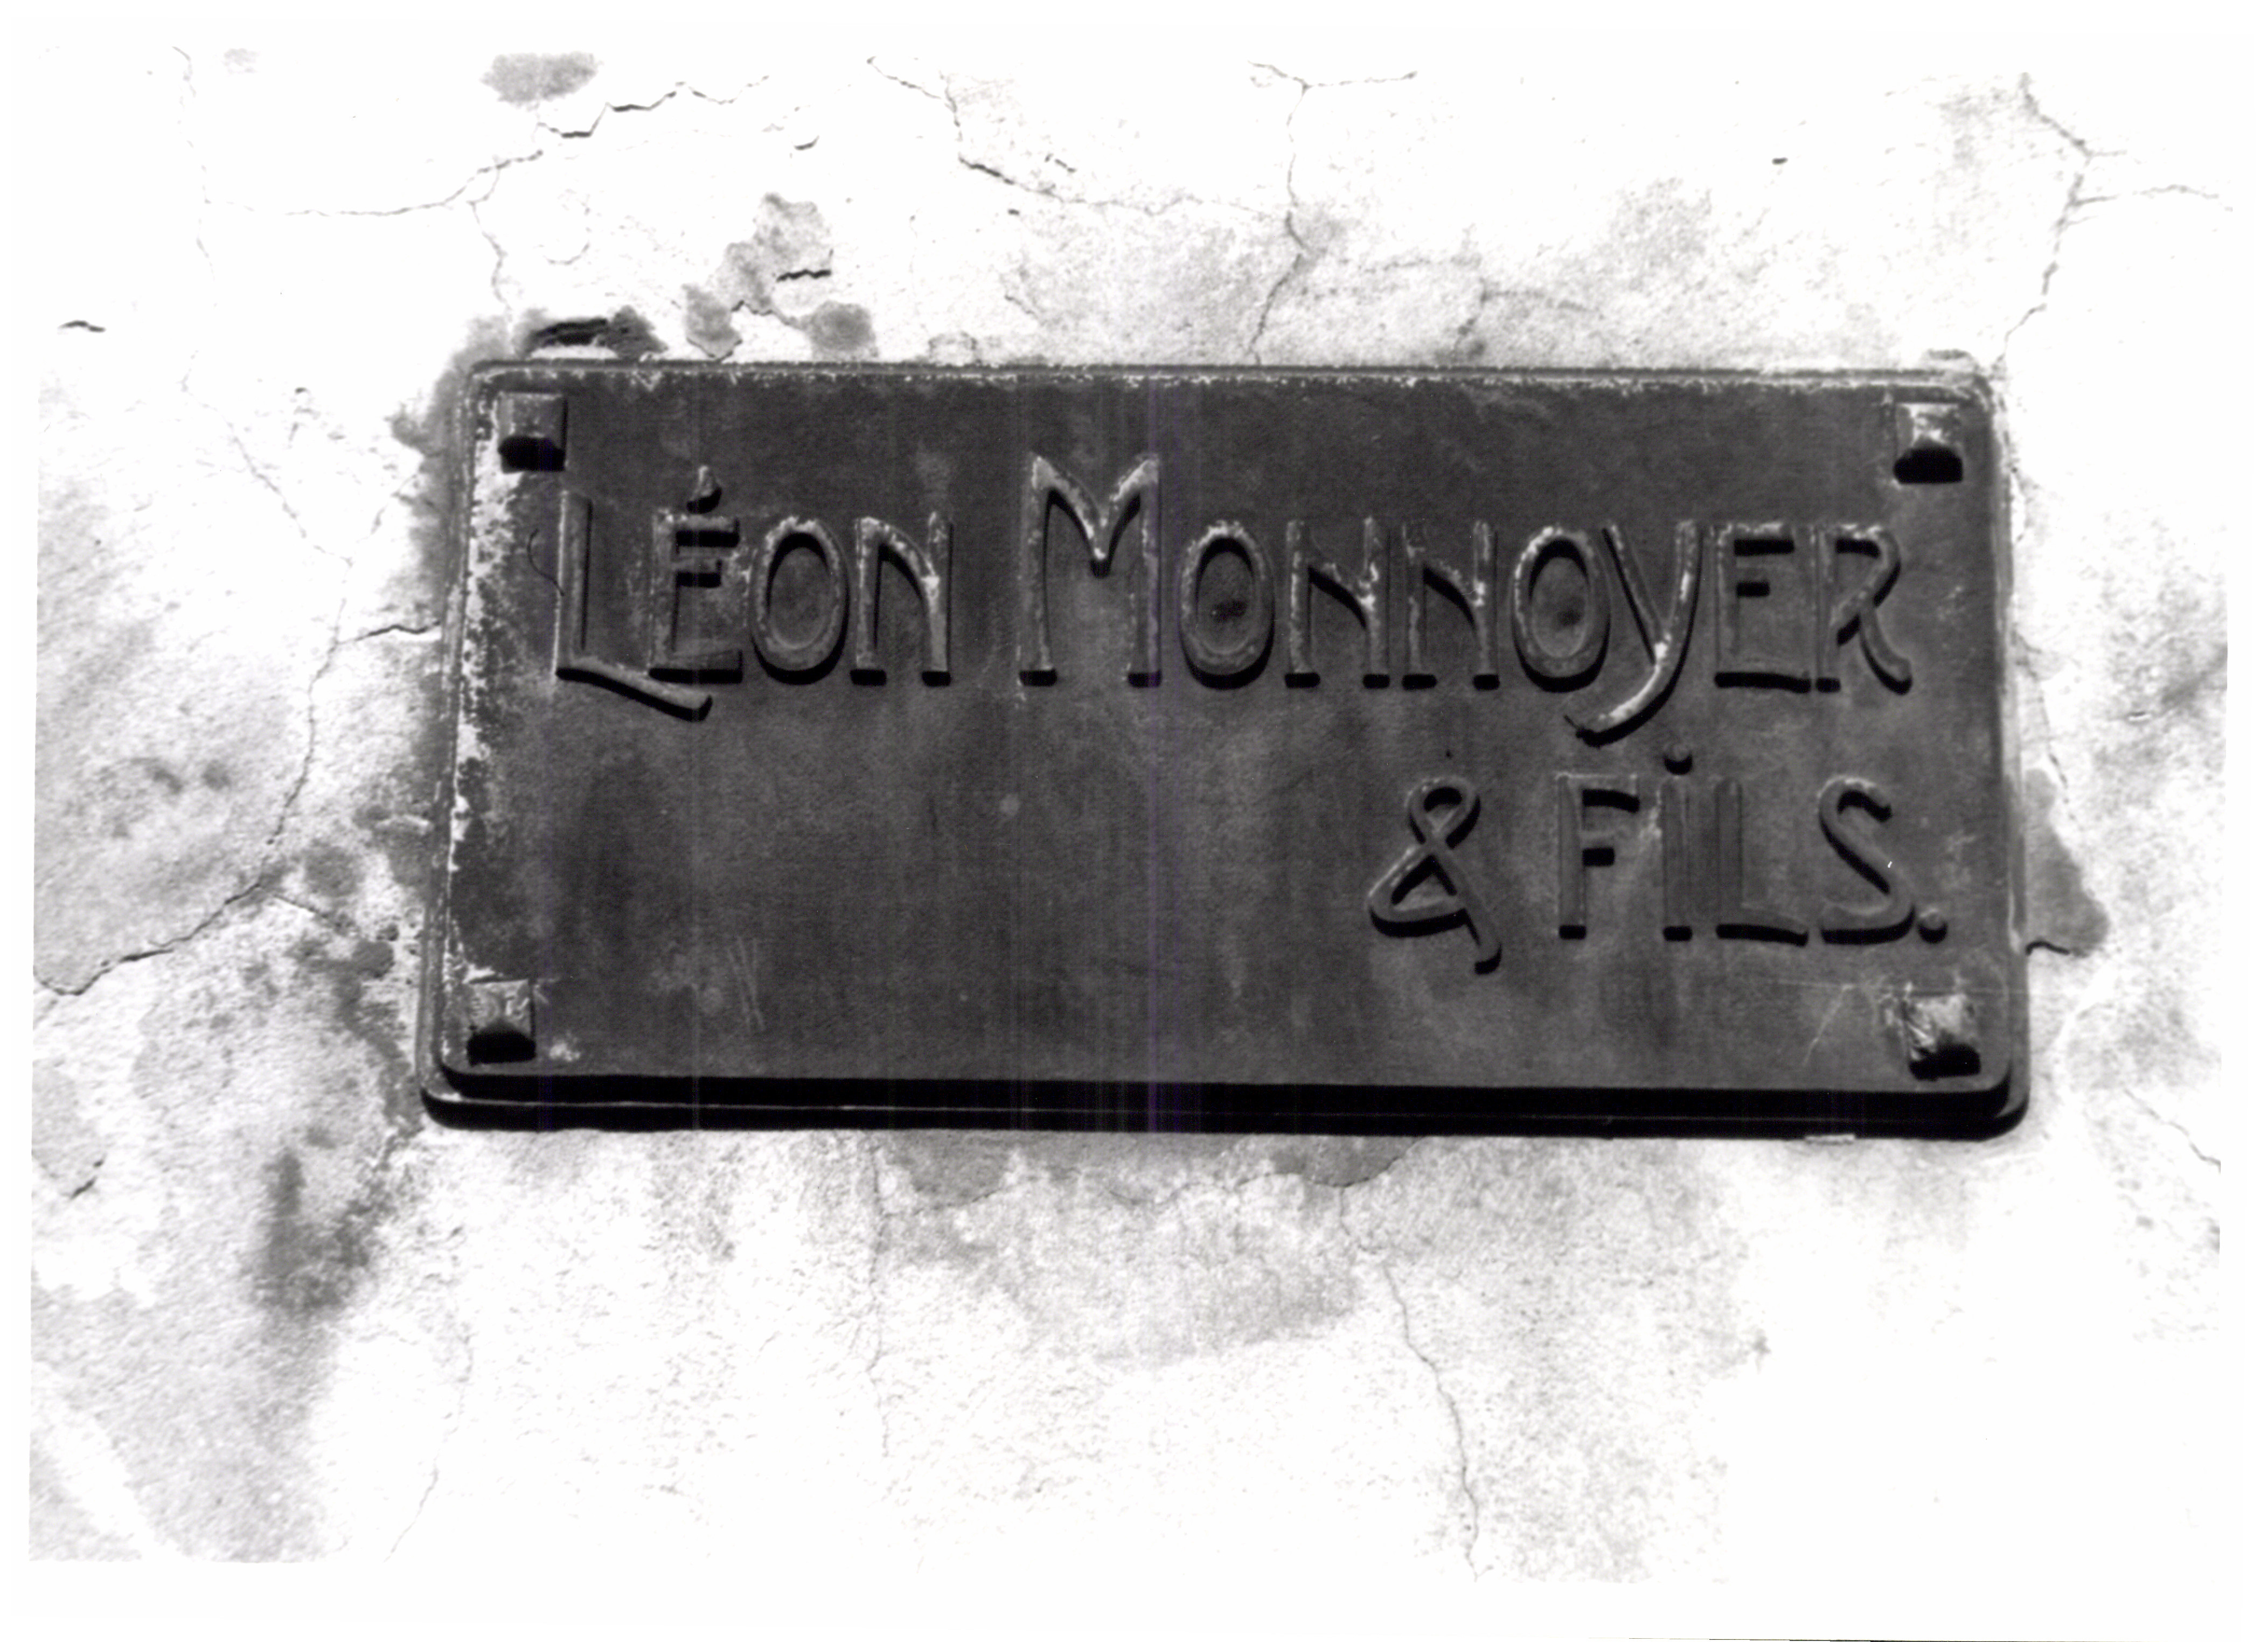 LÉON MONNOYER
& FILS.